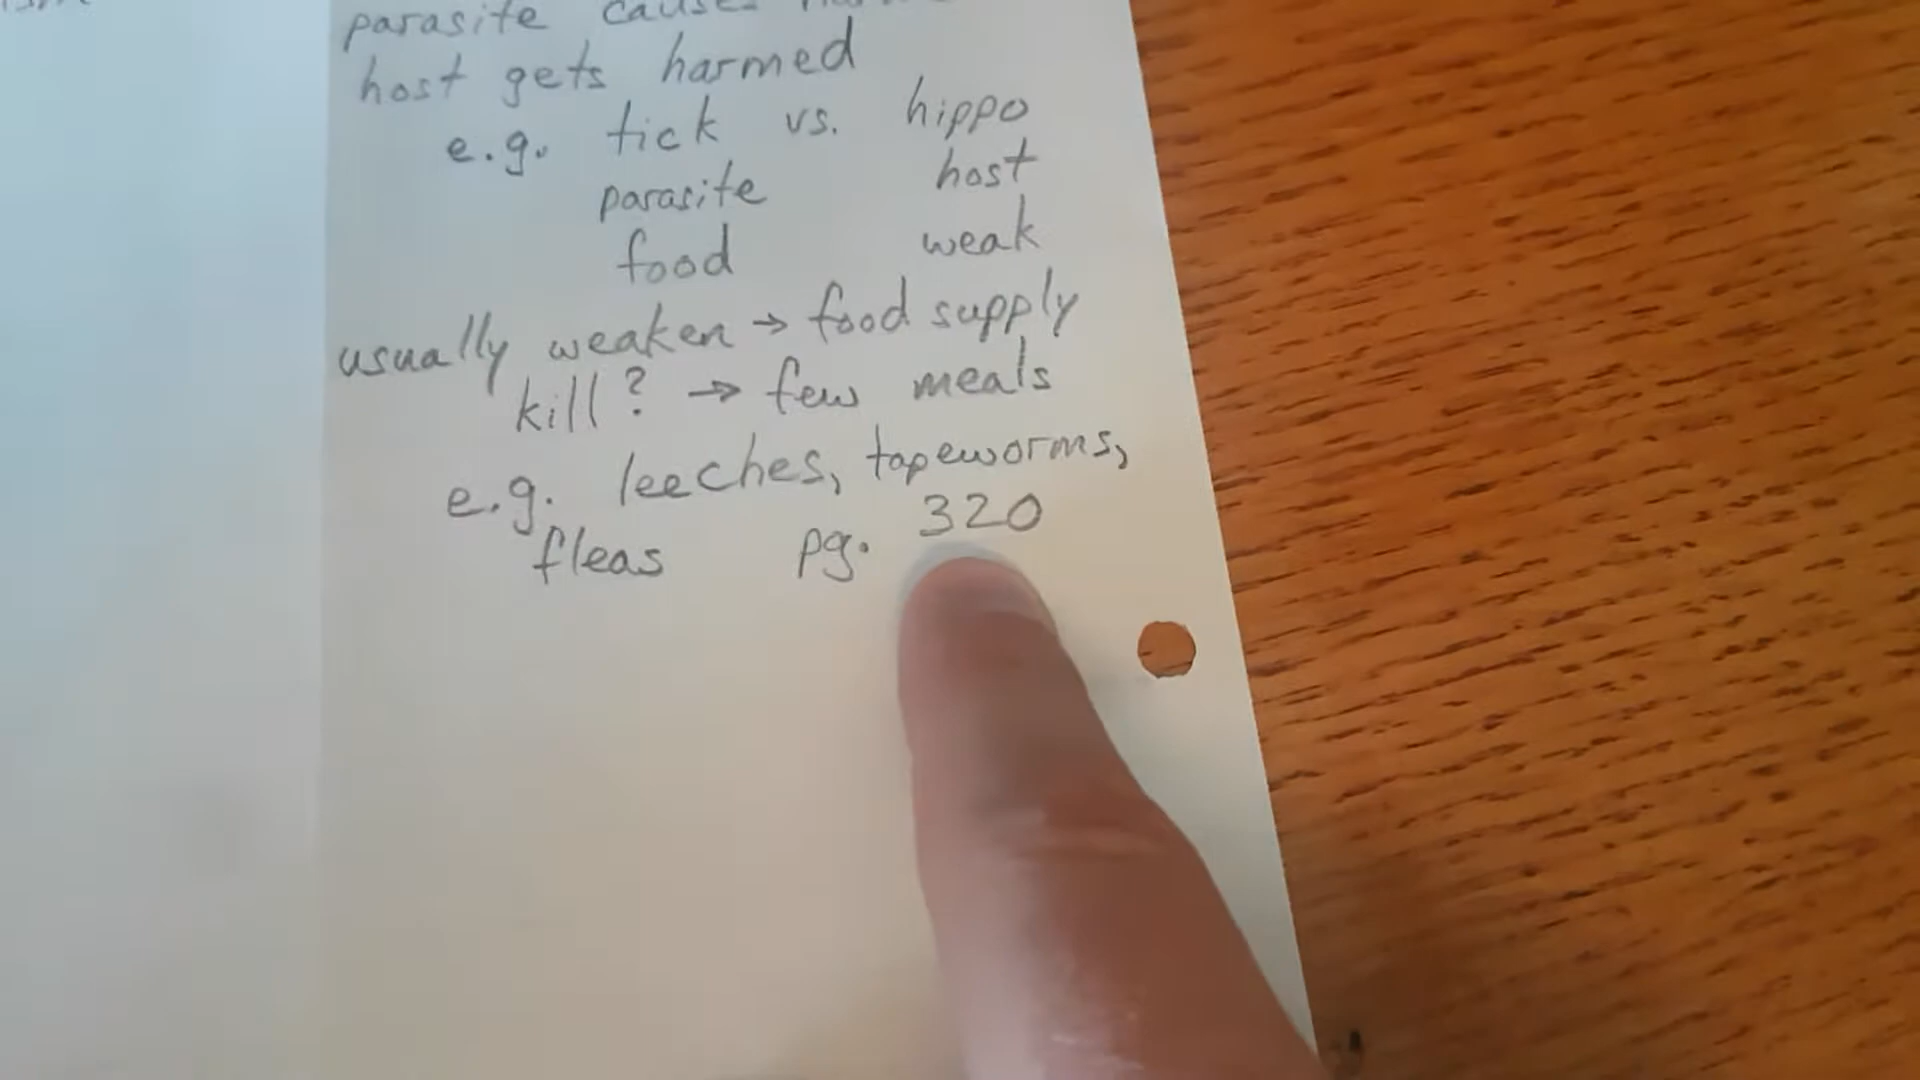 parasite causes
host gets harmed
e.g. tick vs. hippo
parasite host
food weak
usually weaken → food supply
kill? → few meals
e.g. leeches, tapeworms,
fleas pg. 320